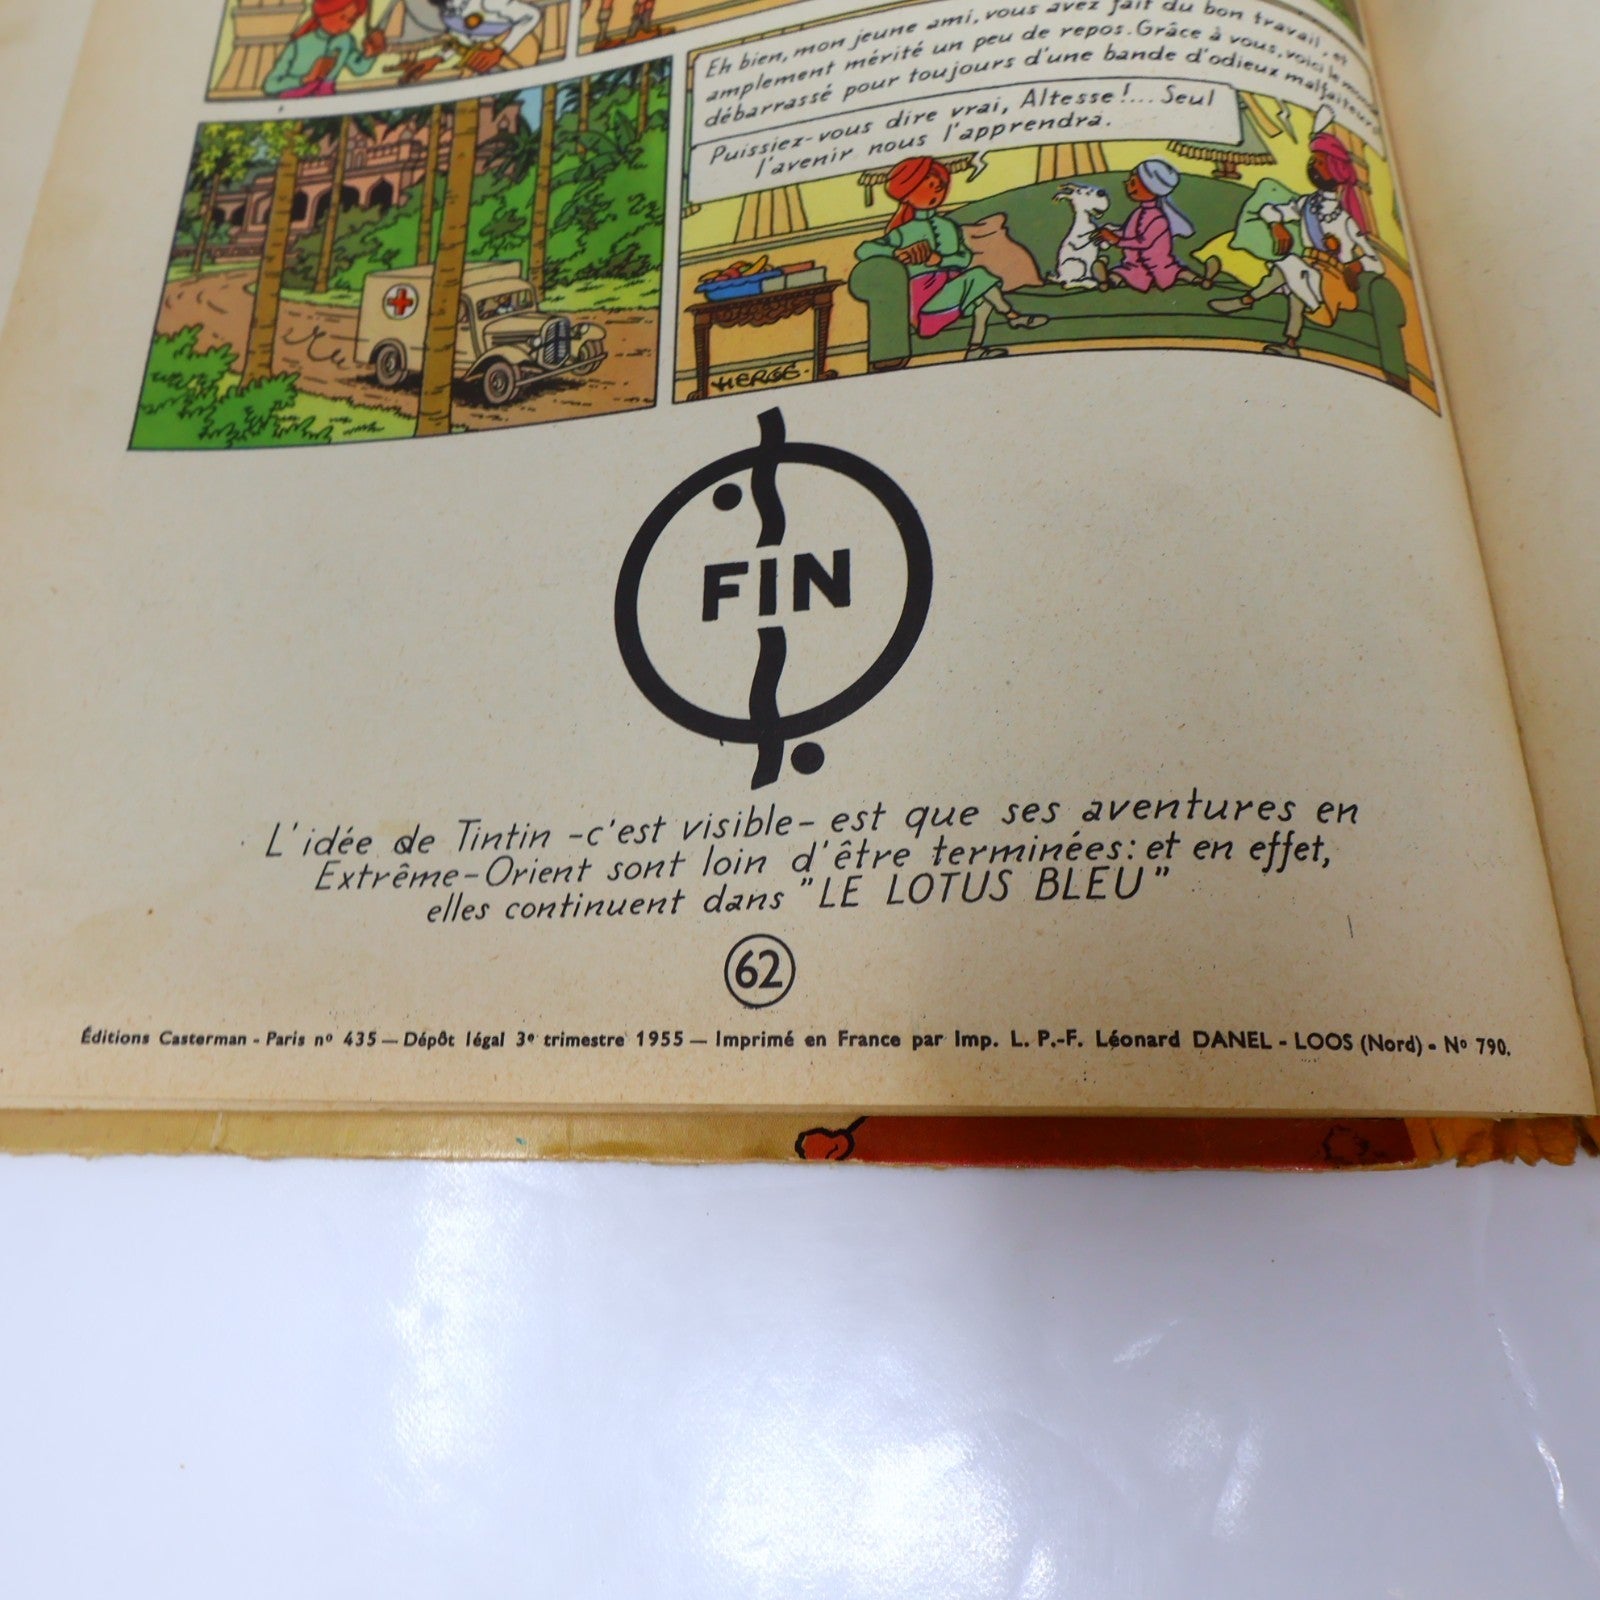 Eh bien, mon jeune ami, vous avez fait du bon travail, et
amplement mérité un peu de repos. Grâce à vous, voici le monde
débarrassé pour toujours d'une bande d'odieux malfaiteurs
Puissiez-vous dire vrai, Altesse!... Seul
l'avenir nous l'apprendra.
HERGÉ.
FIN
L'idée de Tintin -c'est visible- est que ses aventures en
Extrême-Orient sont loin d'être terminées: et en effet,
elles continuent dans "LE LOTUS BLEU"
62
Éditions Casterman - Paris nº 435 — Dépôt légal 3e trimestre 1955 — Imprimé en France par Imp. L. P.-F. Léonard DANEL - LOOS (Nord) - Nº 790.